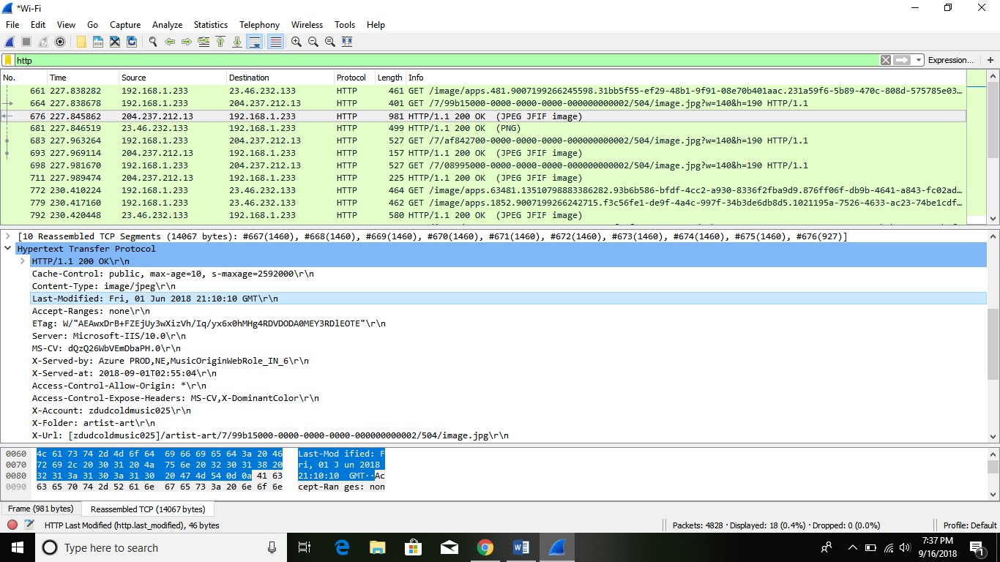 *Wi-Fi
File Edit View Go Capture Analyze Statistics Telephony Wireless Tools Help
http Expression... +
No. Time Source Destination Protocol Length Info
661 227.838282 192.168.1.233 23.46.232.133 HTTP 461 GET /image/apps.481.9007199266245598.31bb5f55-ef29-48b1-9f91-08e70b401aac.231a59f6-5b89-470c-808d-575785e03...
664 227.838678 192.168.1.233 204.237.212.13 HTTP 401 GET /7/99b15000-0000-0000-0000-000000000002/504/image.jpg?w=140&h=190 HTTP/1.1
676 227.845862 204.237.212.13 192.168.1.233 HTTP 981 HTTP/1.1 200 OK (JPEG JFIF image)
681 227.846519 23.46.232.133 192.168.1.233 HTTP 499 HTTP/1.1 200 OK (PNG)
683 227.963264 192.168.1.233 204.237.212.13 HTTP 527 GET /7/af842700-0000-0000-0000-000000000002/504/image.jpg?w=140&h=190 HTTP/1.1
693 227.969114 204.237.212.13 192.168.1.233 HTTP 157 HTTP/1.1 200 OK (JPEG JFIF image)
698 227.981670 192.168.1.233 204.237.212.13 HTTP 527 GET /7/08995000-0000-0000-0000-000000000002/504/image.jpg?w=140&h=190 HTTP/1.1
711 227.989474 204.237.212.13 192.168.1.233 HTTP 225 HTTP/1.1 200 OK (JPEG JFIF image)
772 230.410224 192.168.1.233 23.46.232.133 HTTP 464 GET /image/apps.63481.13510798883386282.93b6b586-bfdf-4cc2-a930-8336f2fba9d9.876ff06f-db9b-4641-a843-fc02ad...
779 230.417160 192.168.1.233 23.46.232.133 HTTP 462 GET /image/apps.1852.9007199266242715.f3c56fe1-de9f-4a4c-997f-34b3de6db8d5.1021195a-7526-4633-ac23-74be1cdf...
792 230.420448 23.46.232.133 192.168.1.233 HTTP 580 HTTP/1.1 200 OK (JPEG JFIF image)
[10 Reassembled TCP Segments (14067 bytes): #667(1460), #668(1460), #669(1460), #670(1460), #671(1460), #672(1460), #673(1460), #674(1460), #675(1460), #676(927)]
Hypertext Transfer Protocol
HTTP/1.1 200 OK\r\n
Cache-Control: public, max-age=10, s-maxage=2592000\r\n
Content-Type: image/jpeg\r\n
Last-Modified: Fri, 01 Jun 2018 21:10:10 GMT\r\n
Accept-Ranges: none\r\n
ETag: W/"AEAwxDrB+FZEjUy3wXizVh/Iq/yx6x0hMHg4RDVDODA0MEY3RDlEOTE"\r\n
Server: Microsoft-IIS/10.0\r\n
MS-CV: dQzQ26WbVEmDbaPH.0\r\n
X-Served-by: Azure PROD,NE,MusicOriginWebRole_IN_6\r\n
X-Served-at: 2018-09-01T02:55:04\r\n
Access-Control-Allow-Origin: *\r\n
Access-Control-Expose-Headers: MS-CV,X-DominantColor\r\n
X-Account: zdudcoldmusic025\r\n
X-Folder: artist-art\r\n
X-Url: [zdudcoldmusic025]/artist-art/7/99b15000-0000-0000-0000-000000000002/504/image.jpg\r\n
0060 4c 61 73 74 2d 4d 6f 64 69 66 69 65 64 3a 20 46 Last-Mod ified: F
0070 72 69 2c 20 30 31 20 4a 75 6e 20 32 30 31 38 20 ri, 01 J un 2018
0080 32 31 3a 31 30 3a 31 30 20 47 4d 54 0d 0a 41 63 21:10:10 GMT··Ac
0090 63 65 70 74 2d 52 61 6e 67 65 73 3a 20 6e 6f 6e cept-Ran ges: non
Frame (981 bytes) Reassembled TCP (14067 bytes)
HTTP Last Modified (http.last_modified), 46 bytes Packets: 4828 · Displayed: 18 (0.4%) · Dropped: 0 (0.0%) Profile: Default
Type here to search 7:37 PM
9/16/2018 1